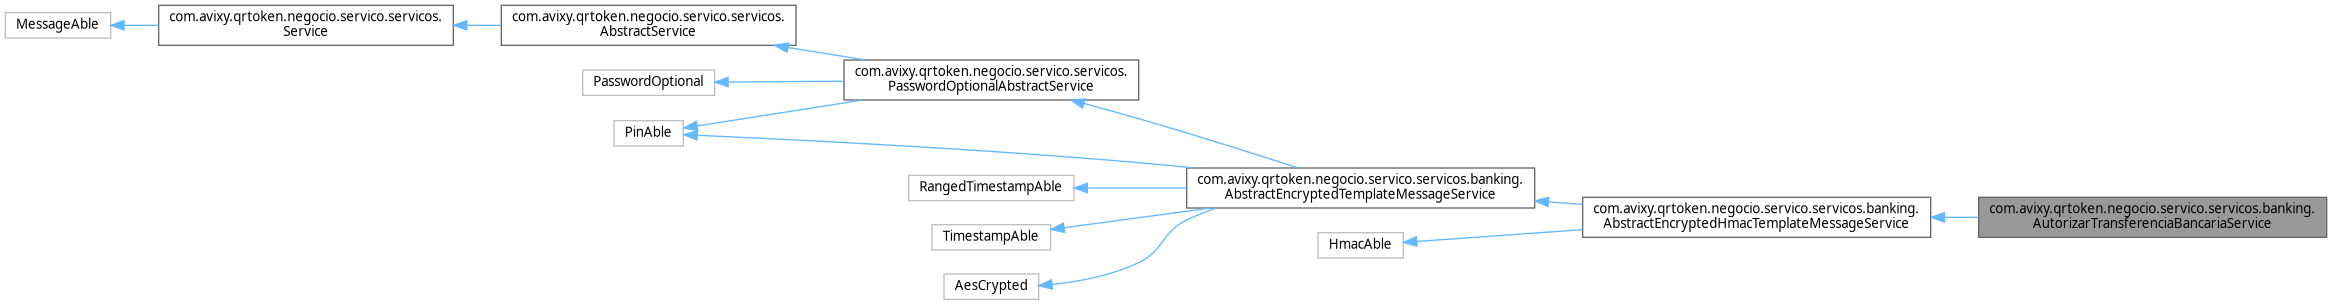 MessageAble
com.avixy.qrtoken.negocio.servico.servicos.
Service
com.avixy.qrtoken.negocio.servico.servicos.
AbstractService
com.avixy.qrtoken.negocio.servico.servicos.
PasswordOptionalAbstractService
PasswordOptional
PinAble
com.avixy.qrtoken.negocio.servico.servicos.banking.
AbstractEncryptedTemplateMessageService
RangedTimestampAble
TimestampAble
AesCrypted
com.avixy.qrtoken.negocio.servico.servicos.banking.
AbstractEncryptedHmacTemplateMessageService
HmacAble
com.avixy.qrtoken.negocio.servico.servicos.banking.
AutorizarTransferenciaBancariaService